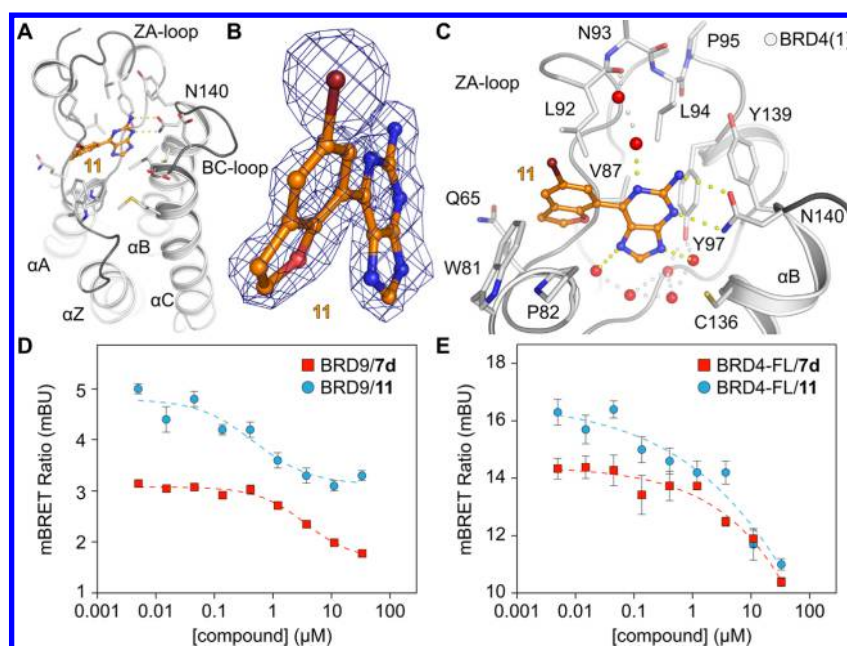 A
ZA-loop
N140
11
BC-loop
αA
αB
αZ
αC
B
11
C
N93
P95
BRD4(1)
ZA-loop
L92
L94
Y139
11
V87
Q65
N140
Y97
W81
αB
P82
C136
D
BRD9/7d
BRD9/11
mBRET Ratio (mBU)
5
4
3
2
1
0.001 0.01 0.1 1 10 100
[compound] (µM)
E
BRD4-FL/7d
BRD4-FL/11
mBRET Ratio (mBU)
18
16
14
12
10
0.001 0.01 0.1 1 10 100
[compound] (µM)